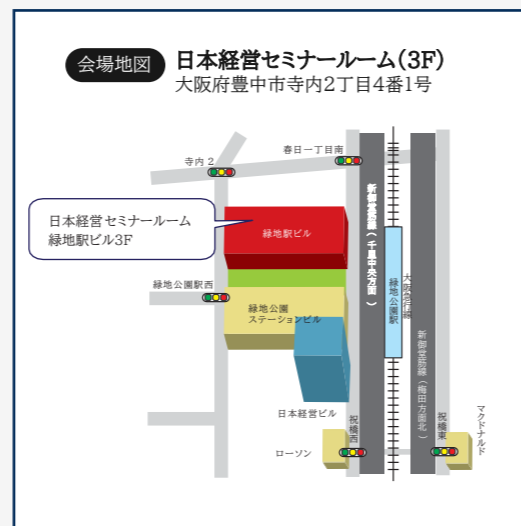 会場地図
日本経営セミナールーム(3F)
大阪府豊中市寺内2丁目4番1号
春日一丁目南
寺内 2
日本経営 セミナールーム
緑地駅ビル3F
緑地駅ビル
新御堂筋線(千里中央方面)
緑地公園駅
大阪急行線
緑地公園駅西
緑地公園
ステーションビル
新御堂筋線(梅田方面北)
日本経営ビル
祝橋西
祝橋東
マクドナルド
ローソン